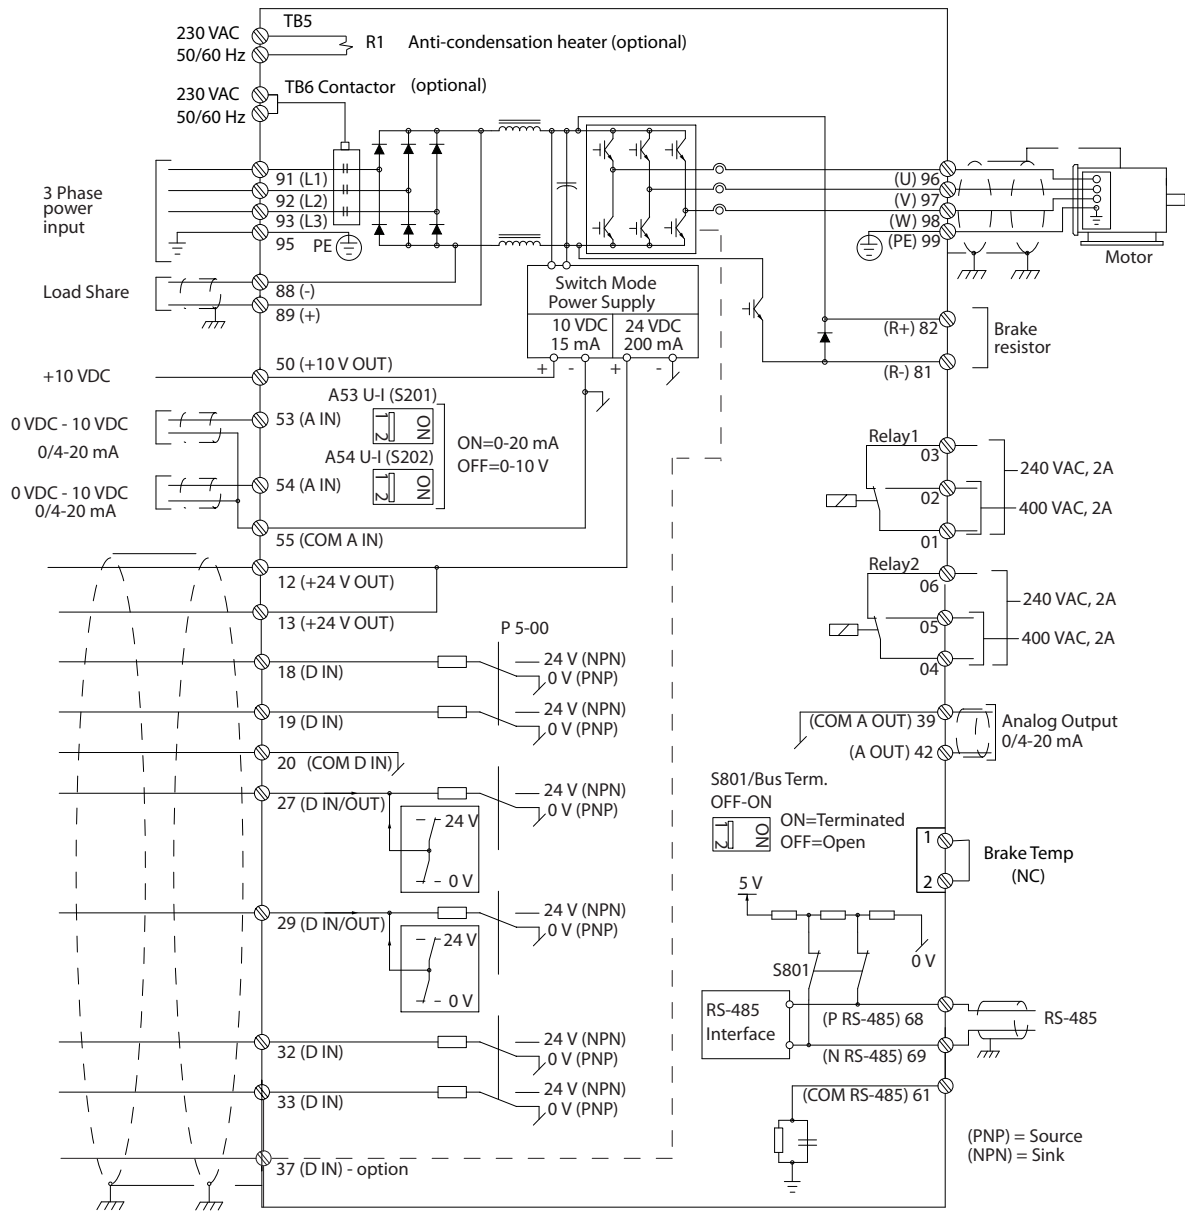 TB5
230 VAC
50/60 Hz
R1
Anti-condensation heater (optional)
TB6 Contactor (optional)
230 VAC
50/60 Hz
3 Phase
power
input
91 (L1)
92 (L2)
93 (L3)
95
PE
(U) 96
(V) 97
(W) 98
(PE) 99
Motor
Load Share
88 (-)
89 (+)
Switch Mode
Power Supply
10 VDC
15 mA
24 VDC
200 mA
+
-
+
-
(R+) 82
(R-) 81
Brake
resistor
+10 VDC
50 (+10 V OUT)
0 VDC - 10 VDC
0/4-20 mA
53 (A IN)
A53 U-I (S201)
1 2
ON
A54 U-I (S202)
1 2
ON
ON=0-20 mA
OFF=0-10 V
0 VDC - 10 VDC
0/4-20 mA
54 (A IN)
55 (COM A IN)
12 (+24 V OUT)
13 (+24 V OUT)
Relay1
03
02
01
240 VAC, 2A
400 VAC, 2A
Relay2
06
05
04
240 VAC, 2A
400 VAC, 2A
P 5-00
18 (D IN)
24 V (NPN)
0 V (PNP)
19 (D IN)
24 V (NPN)
0 V (PNP)
20 (COM D IN)
27 (D IN/OUT)
24 V (NPN)
0 V (PNP)
24 V
0 V
29 (D IN/OUT)
24 V (NPN)
0 V (PNP)
24 V
0 V
32 (D IN)
24 V (NPN)
0 V (PNP)
33 (D IN)
24 V (NPN)
0 V (PNP)
37 (D IN) - option
(COM A OUT) 39
(A OUT) 42
Analog Output
0/4-20 mA
S801/Bus Term.
OFF-ON
1 2
ON
ON=Terminated
OFF=Open
1
2
Brake Temp
(NC)
5 V
0 V
S801
RS-485
Interface
(P RS-485) 68
(N RS-485) 69
RS-485
(COM RS-485) 61
(PNP) = Source
(NPN) = Sink